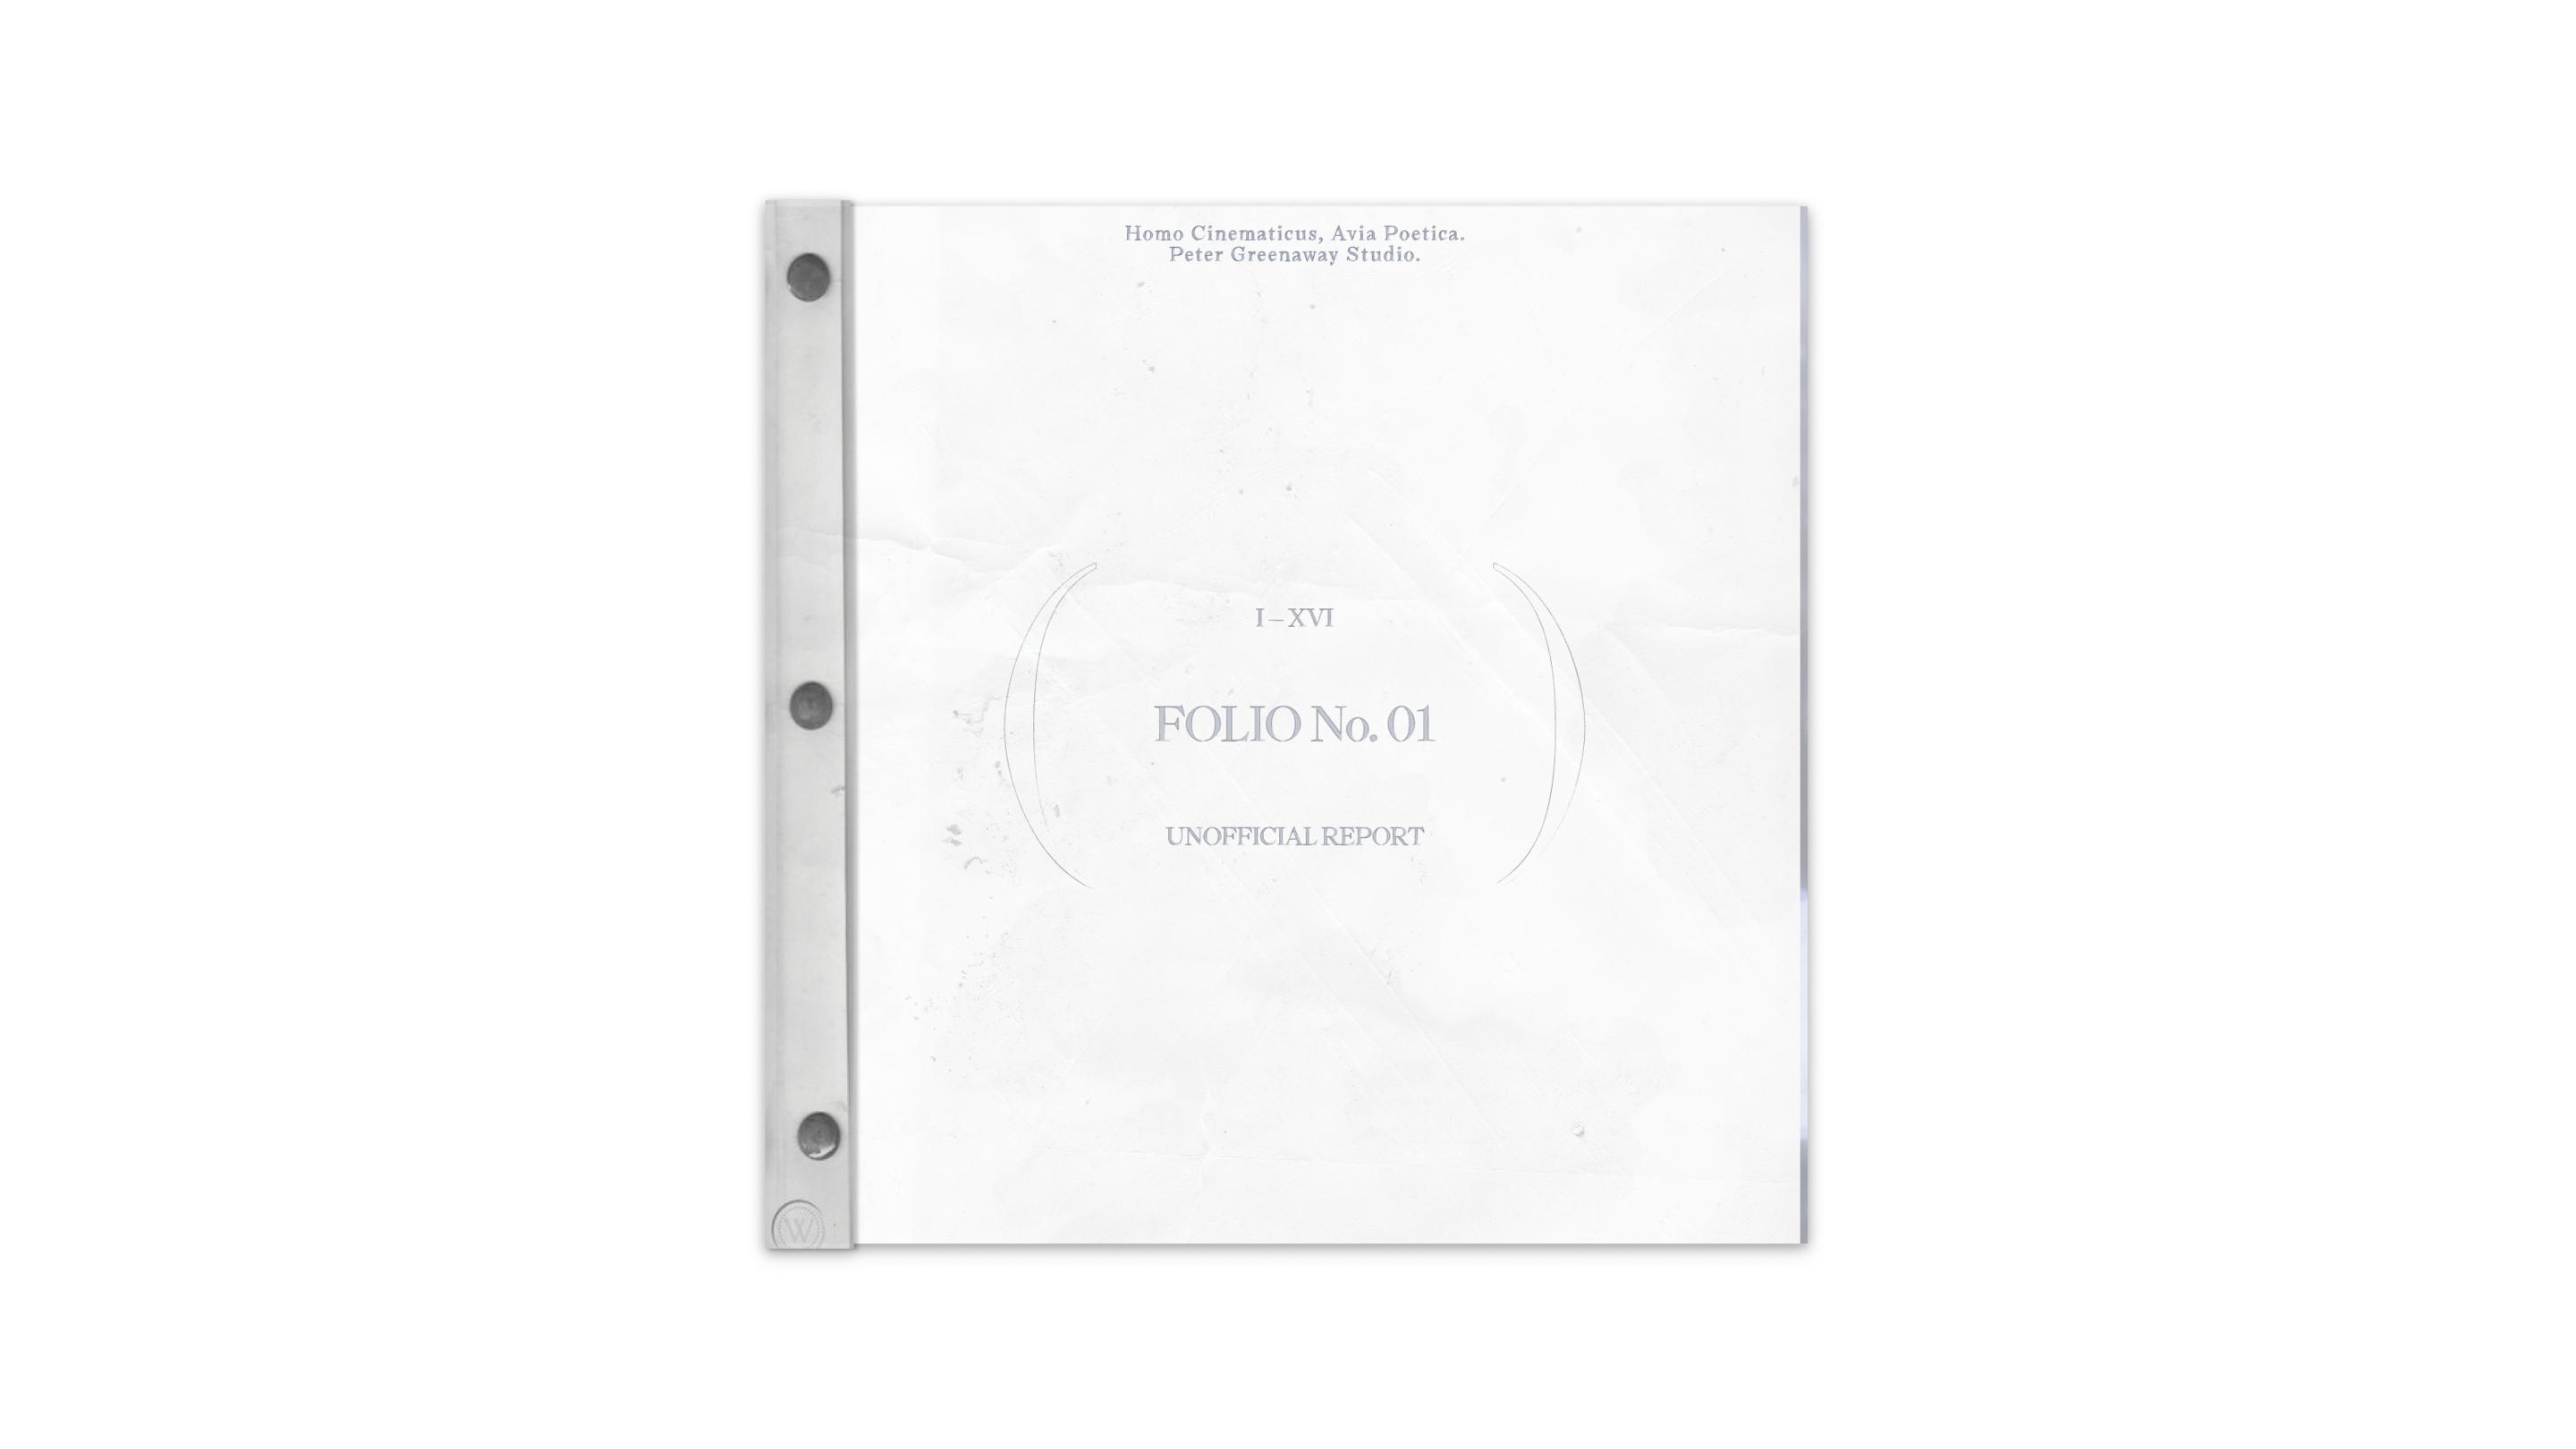 Homo Cinematicus, Avia Poetica.
Peter Greenaway Studio.
I–XVI
FOLIO No. 01
UNOFFICIAL REPORT
W